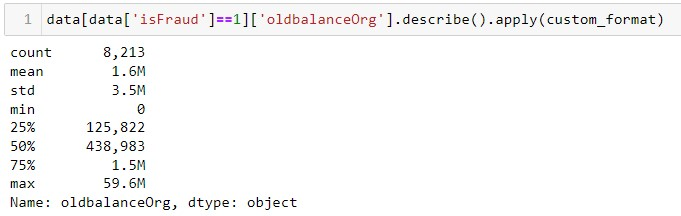 1 data[data['isFraud']==1]['oldbalanceOrg'].describe().apply(custom_format)
count 8,213
mean 1.6M
std 3.5M
min 0
25% 125,822
50% 438,983
75% 1.5M
max 59.6M
Name: oldbalanceOrg, dtype: object